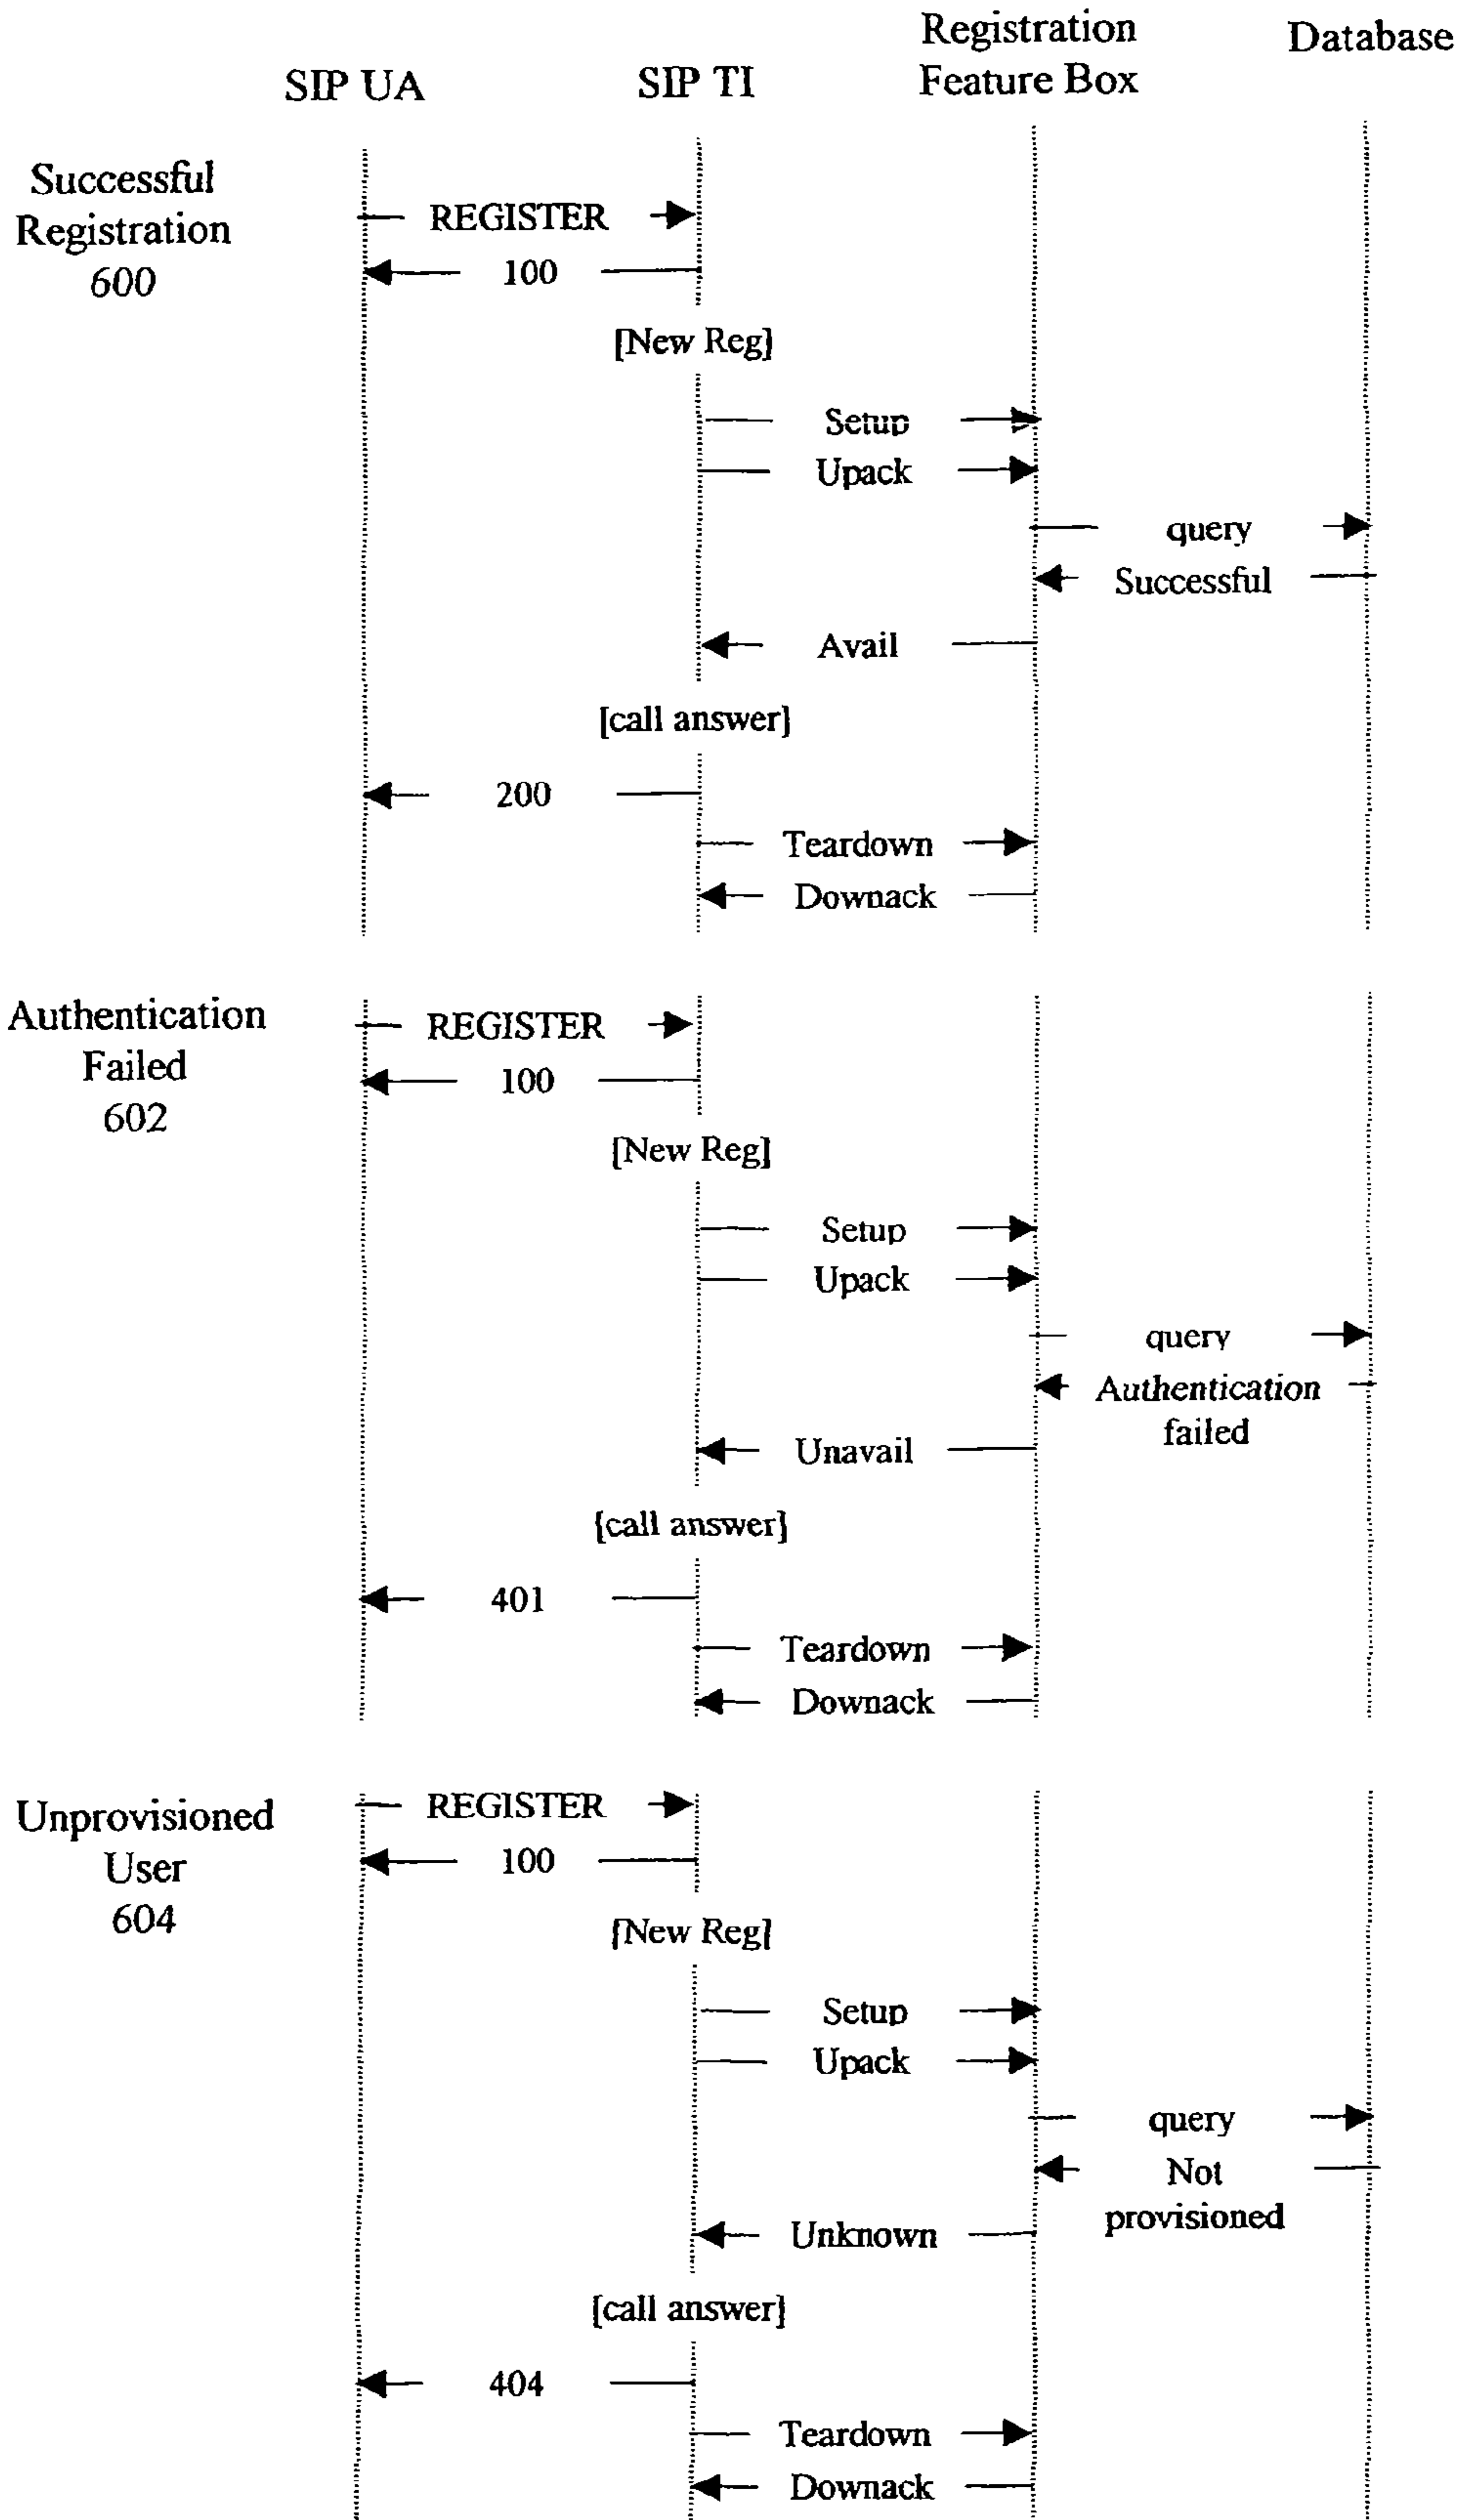 Registration
Feature Box
Database
SIP UA
SIP TI
Successful
Registration
600
REGISTER
100
[New Reg]
Setup
Upack
query
Successful
Avail
[call answer]
200
Teardown
Downack
Authentication
Failed
602
REGISTER
100
[New Reg]
Setup
Upack
query
Authentication
failed
Unavail
[call answer]
401
Teardown
Downack
Unprovisioned
User
604
REGISTER
100
[New Reg]
Setup
Upack
query
Not
provisioned
Unknown
[call answer]
404
Teardown
Downack